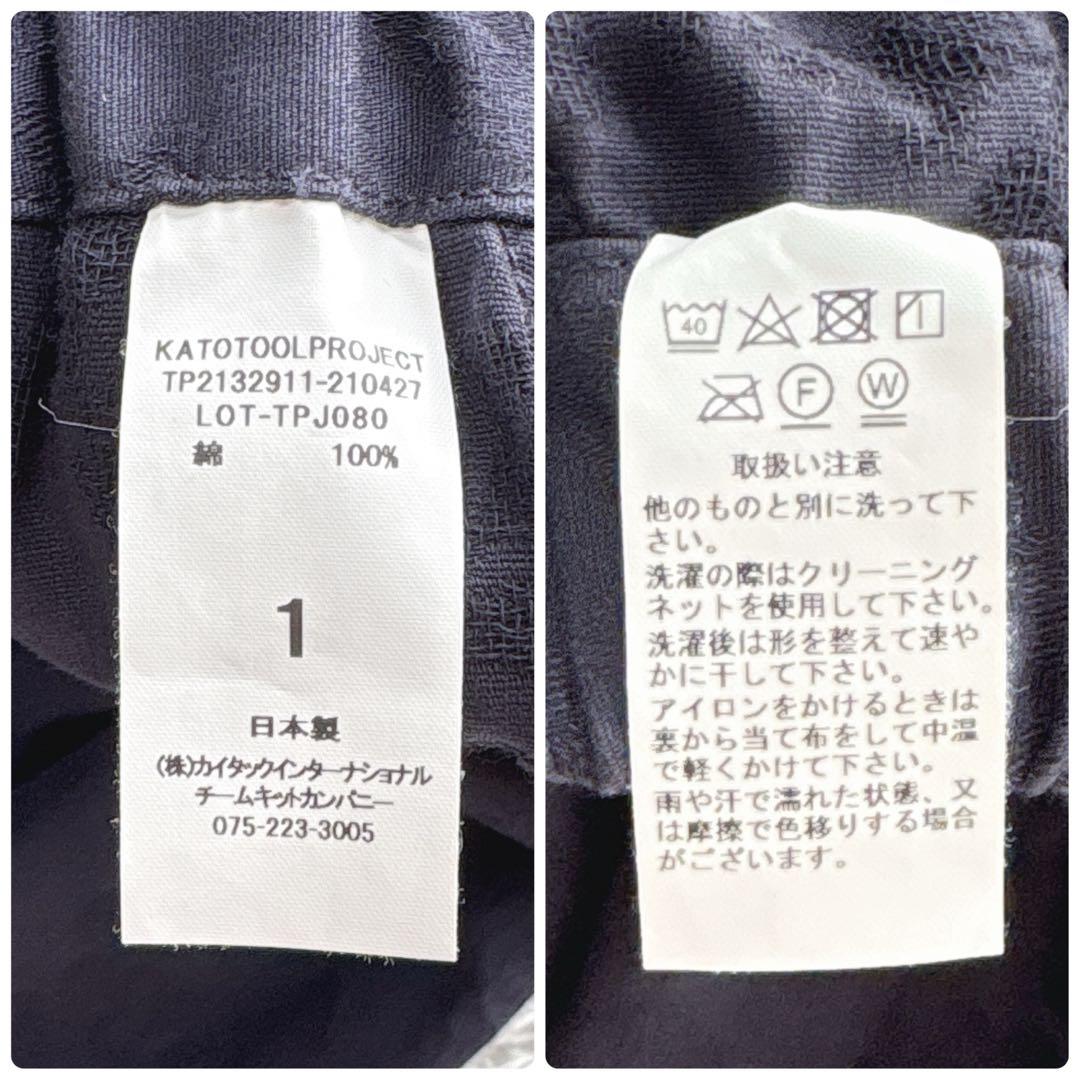 KATOTOOLPROJECT
TP2132911-210427
LOT-TPJ080
綿 100%
1
日本製
(株)カイタックインターナショナル
チームキットカンパニー
075-223-3005
40
F W
取扱い注意
他のものと別に洗って下
さい。
洗濯の際はクリーニング
ネットを使用して下さい。
洗濯後は形を整えて速や
かに干して下さい。
アイロンをかけるときは
裏から当て布をして中温
で軽くかけて下さい。
雨や汗で濡れた状態、又
は摩擦で色移りする場合
がございます。